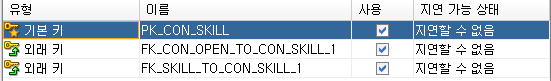 유형 이름 사용 지연 가능 상태
기본 키 PK_CON_SKILL 지연할 수 없음
외래 키 FK_CON_OPEN_TO_CON_SKILL_1 지연할 수 없음
외래 키 FK_SKILL_TO_CON_SKILL_1 지연할 수 없음